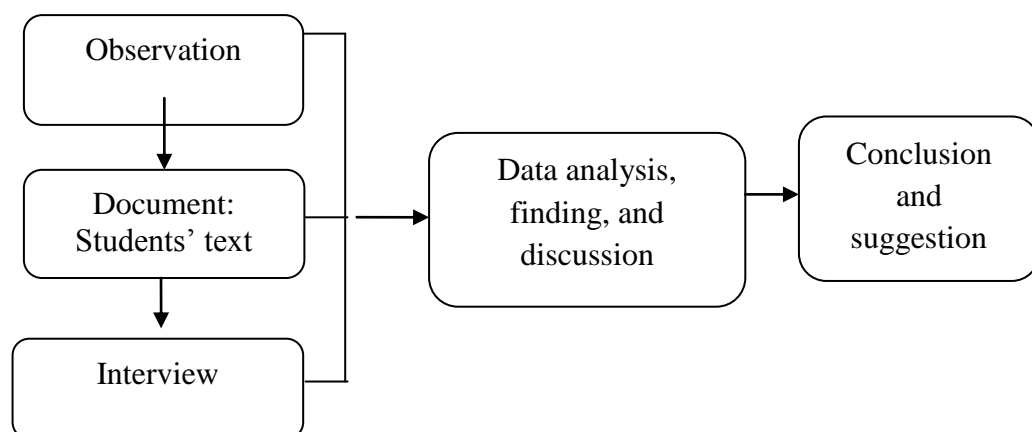 Observation
Document:
Students’ text
Interview
Data analysis,
finding, and
discussion
Conclusion
and
suggestion